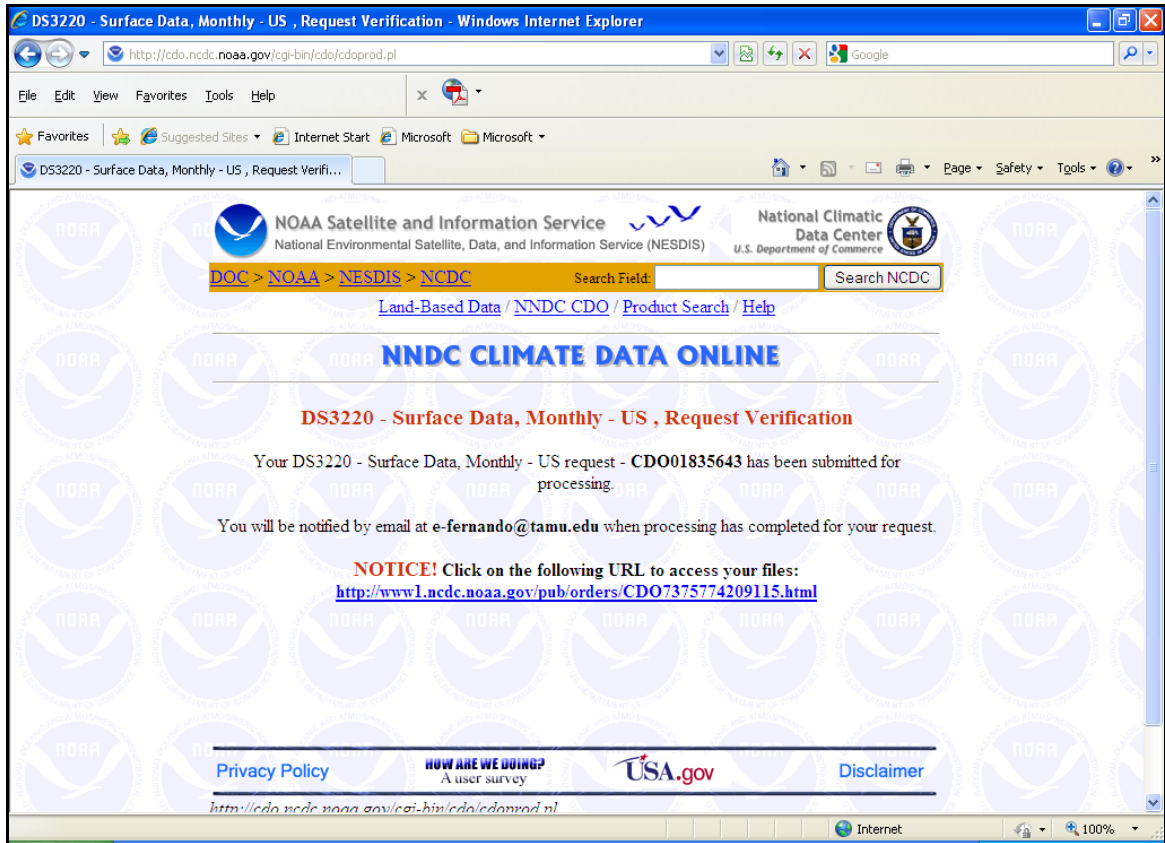 DS3220 - Surface Data, Monthly - US , Request Verification - Windows Internet Explorer
http://cdo.ncdc.noaa.gov/cgi-bin/cdo/cdoprod.pl
Google
File Edit View Favorites Tools Help
x
Favorites Suggested Sites Internet Start Microsoft Microsoft
DS3220 - Surface Data, Monthly - US , Request Verifi... Page Safety Tools »
NOAA Satellite and Information Service
National Environmental Satellite, Data, and Information Service (NESDIS)
National Climatic
Data Center
U.S. Department of Commerce
DOC > NOAA > NESDIS > NCDC Search Field: Search NCDC
Land-Based Data / NNDC CDO / Product Search / Help
NNDC CLIMATE DATA ONLINE
DS3220 - Surface Data, Monthly - US , Request Verification
Your DS3220 - Surface Data, Monthly - US request - CDO01835643 has been submitted for
processing.
You will be notified by email at e-fernando@tamu.edu when processing has completed for your request.
NOTICE! Click on the following URL to access your files:
http://www1.ncdc.noaa.gov/pub/orders/CDO7375774209115.html
Privacy Policy
HOW ARE WE DOING?
A user survey
USA.gov
Disclaimer
http://cdo.ncdc.noaa.gov/cgi-bin/cdo/cdoprod.pl
Internet 100%